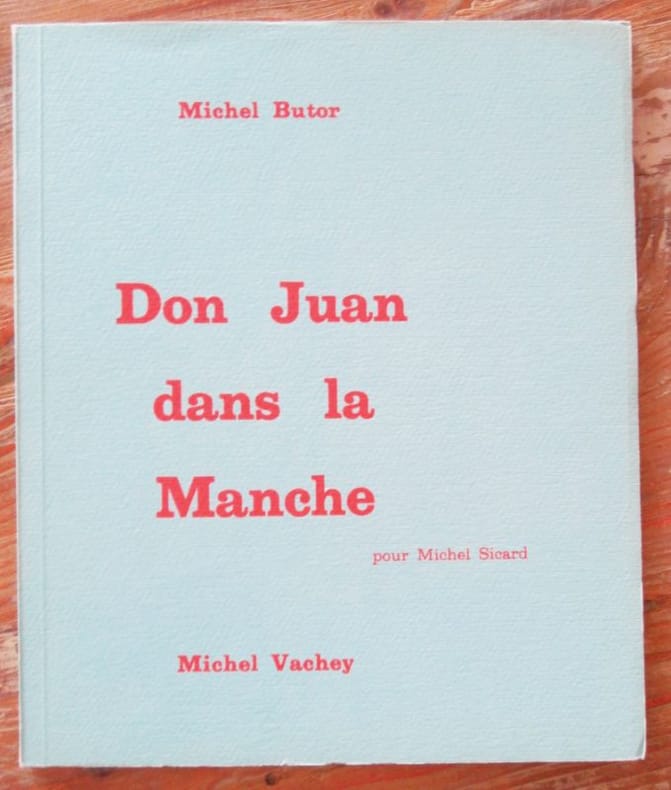 Michel Butor
Don Juan
dans la
Manche
pour Michel Sicard
Michel Vachey